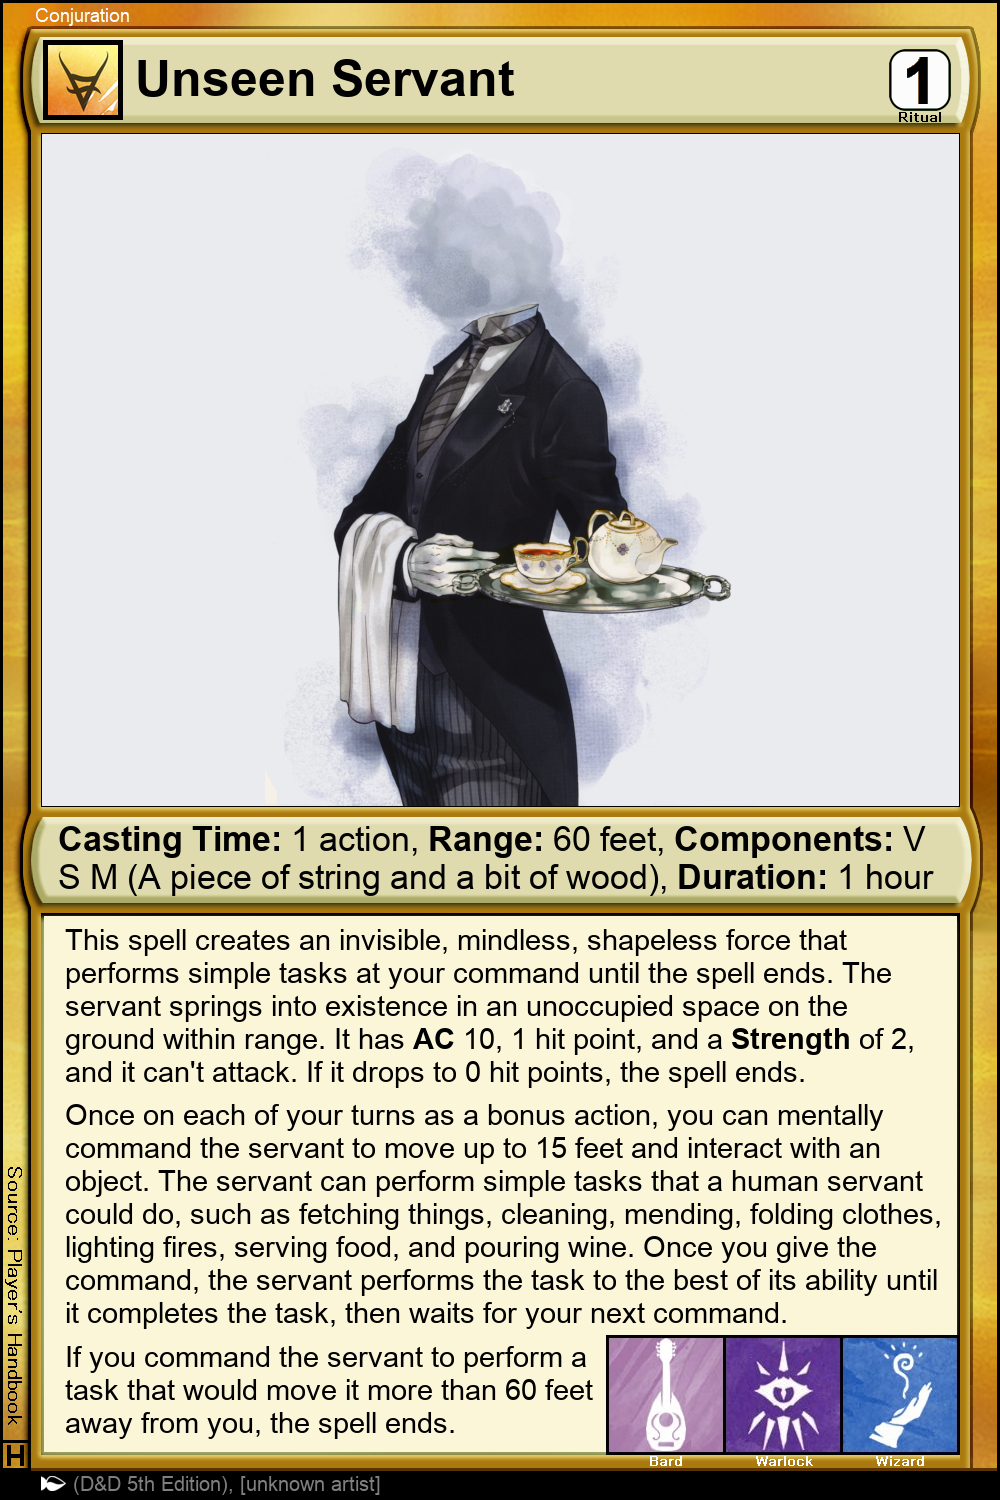 Conjuration
Unseen Servant
1
Ritual
Casting Time: 1 action, Range: 60 feet, Components: V
S M (A piece of string and a bit of wood), Duration: 1 hour
This spell creates an invisible, mindless, shapeless force that
performs simple tasks at your command until the spell ends. The
servant springs into existence in an unoccupied space on the
ground within range. It has AC 10, 1 hit point, and a Strength of 2,
and it can't attack. If it drops to 0 hit points, the spell ends.
Once on each of your turns as a bonus action, you can mentally
command the servant to move up to 15 feet and interact with an
object. The servant can perform simple tasks that a human servant
could do, such as fetching things, cleaning, mending, folding clothes,
lighting fires, serving food, and pouring wine. Once you give the
command, the servant performs the task to the best of its ability until
it completes the task, then waits for your next command.
If you command the servant to perform a
task that would move it more than 60 feet
away from you, the spell ends.
Bard
Warlock
Wizard
Source: Player's Handbook
H
(D&D 5th Edition), [unknown artist]